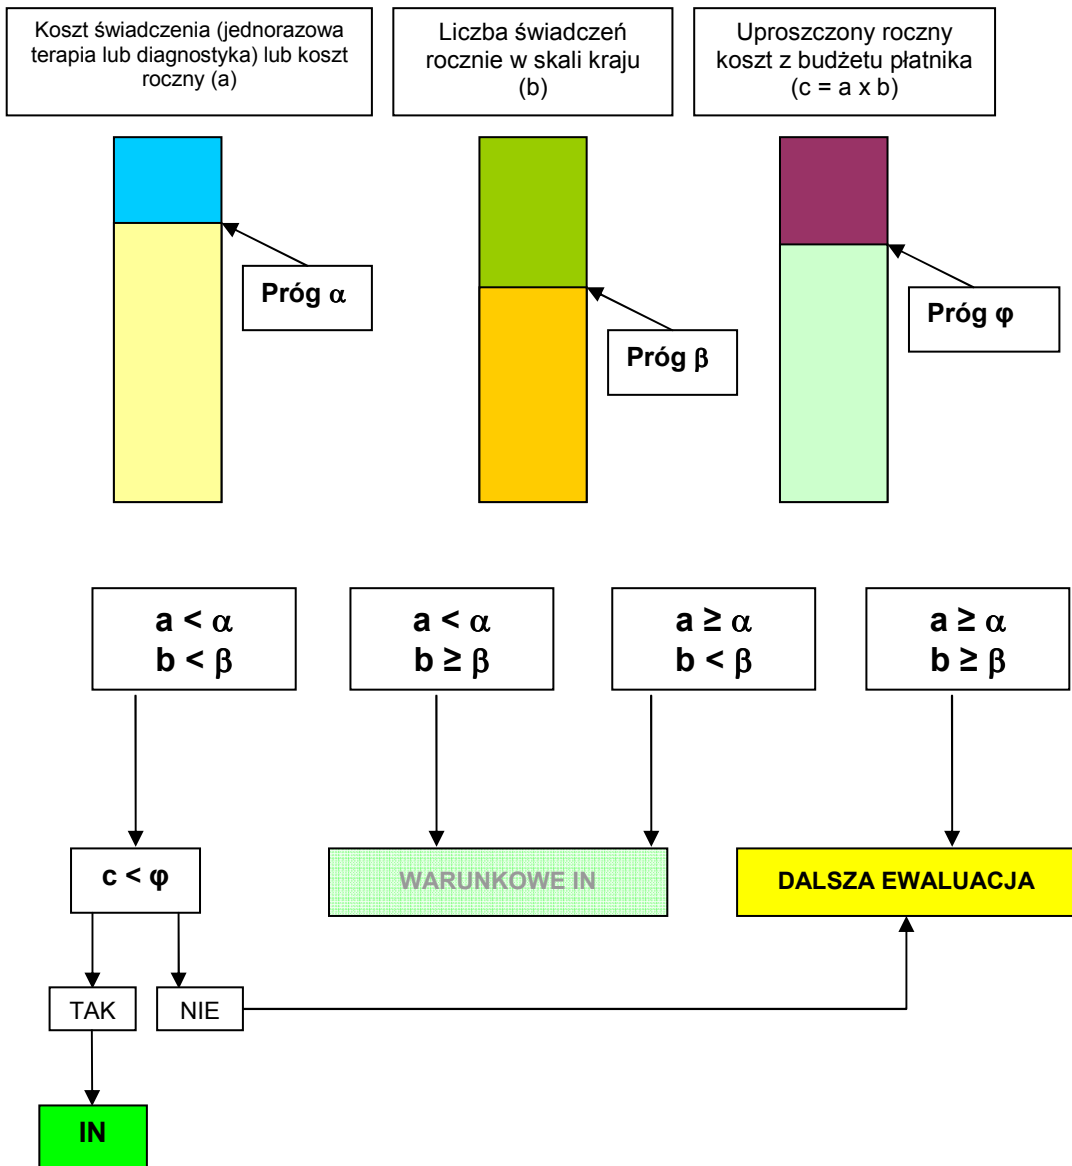 Koszt świadczenia (jednorazowa
terapia lub diagnostyka) lub koszt
roczny (a)
Liczba świadczeń
rocznie w skali kraju
(b)
Uproszczony roczny
koszt z budżetu płatnika
(c = a x b)
Próg α
Próg β
Próg φ
a < α
b < β
a < α
b ≥ β
a ≥ α
b < β
a ≥ α
b ≥ β
c < φ
WARUNKOWE IN
DALSZA EWALUACJA
TAK
NIE
IN